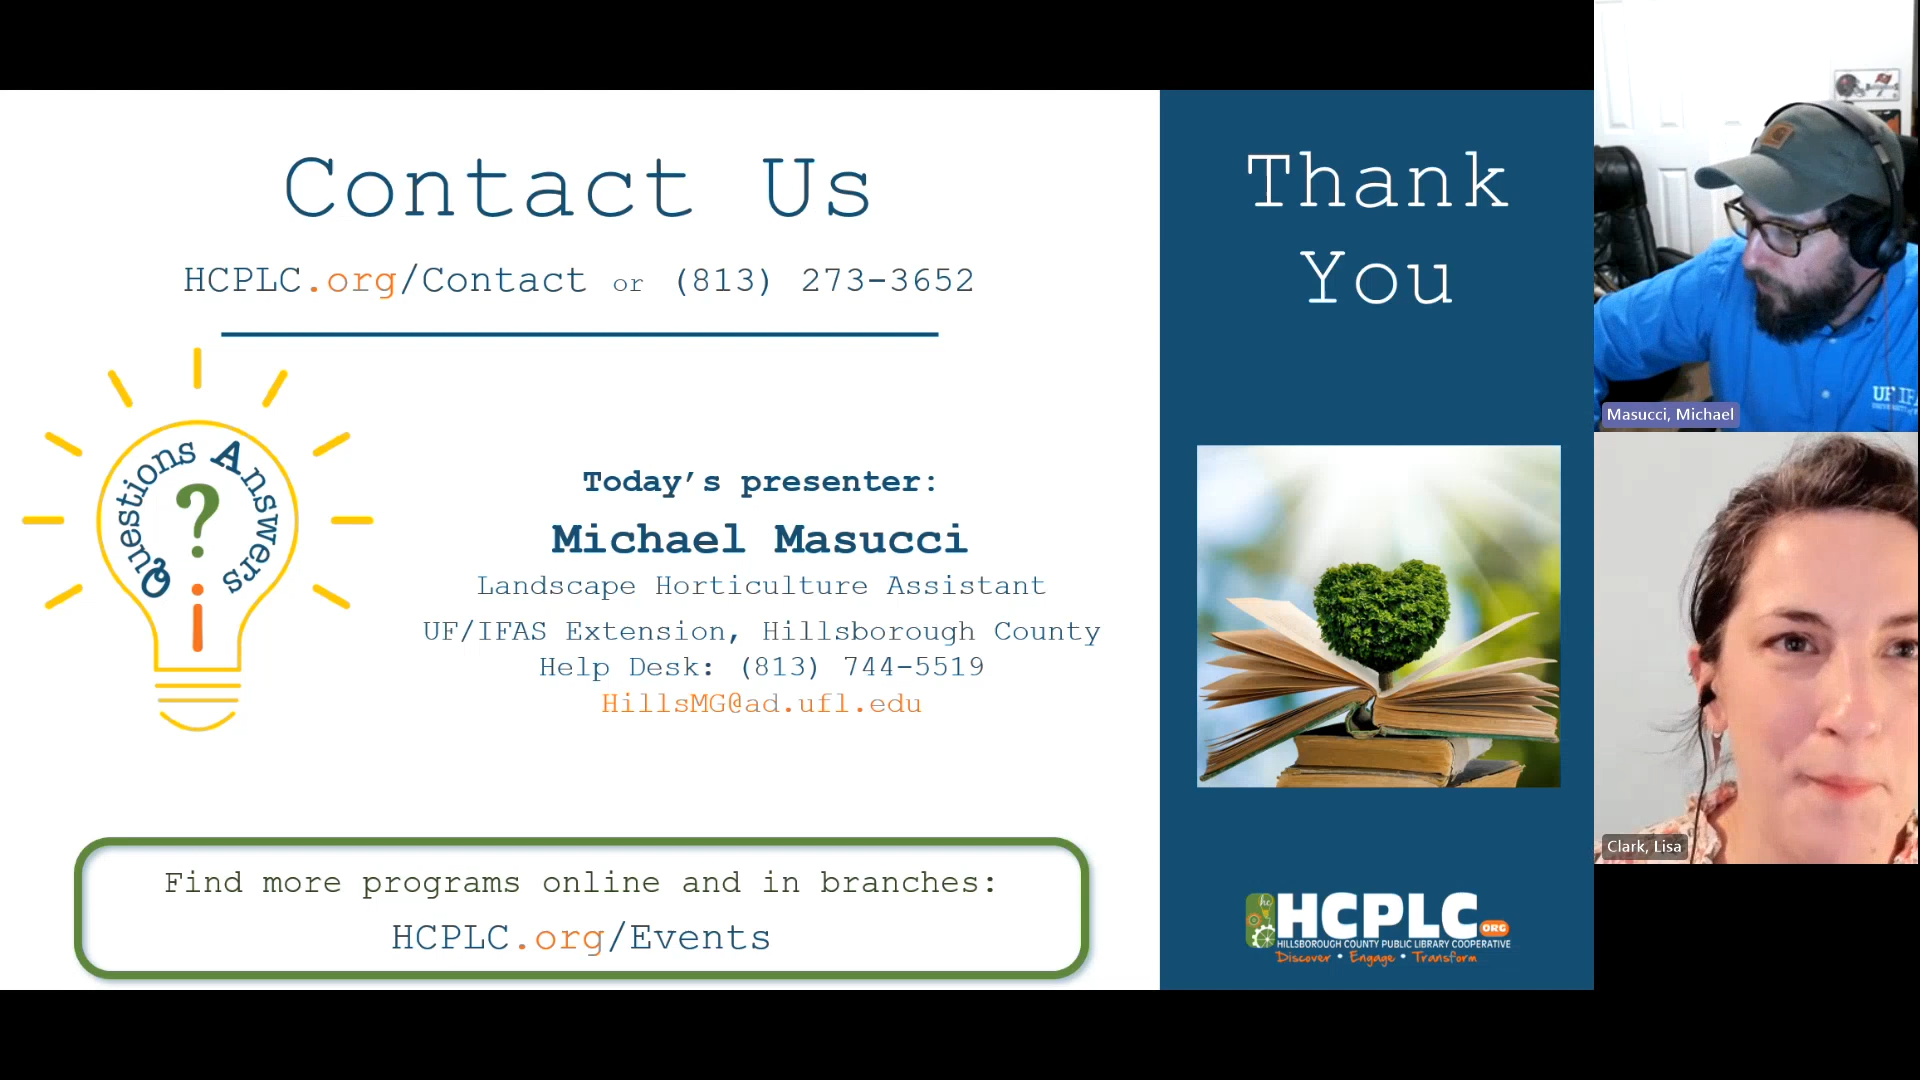 Contact Us
HCPLC.org/Contact or (813) 273-3652
Questions Answers
?
¡
Today's presenter:
Michael Masucci
Landscape Horticulture Assistant
UF/IFAS Extension, Hillsborough County
Help Desk: (813) 744-5519
HillsMG@ad.ufl.edu
Find more programs online and in branches:
HCPLC.org/Events
Thank
You
hc
HCPLC
ORG
HILLSBOROUGH COUNTY PUBLIC LIBRARY COOPERATIVE
Discover • Engage • Transform
UF
Masucci, Michael
Clark, Lisa